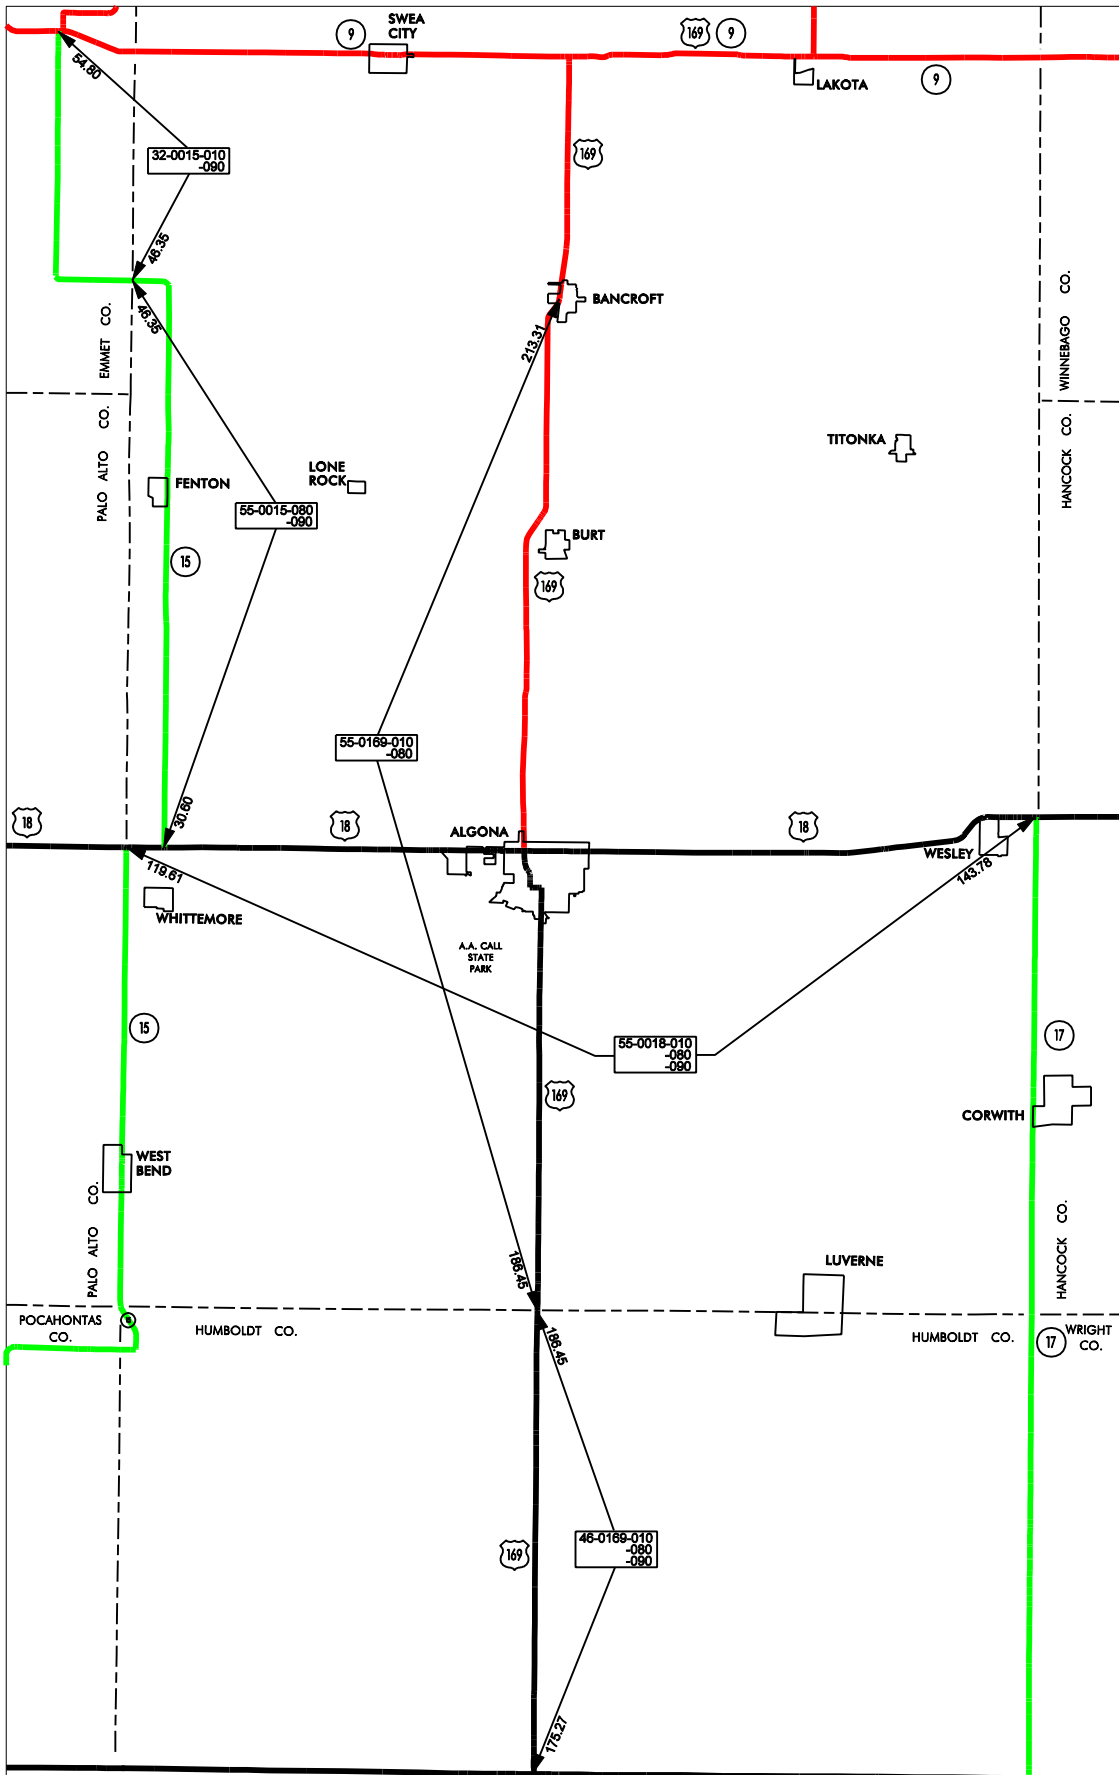 SWEA
CITY
9
169
9
54.80
LAKOTA
9
32-0015-010
-090
169
46.35
WINNEBAGO CO.
EMMET CO.
46.35
BANCROFT
213.31
PALO ALTO CO.
HANCOCK CO.
TITONKA
LONE
ROCK
FENTON
55-0015-080
-090
BURT
15
169
55-0169-010
-080
30.60
18
18
18
ALGONA
WESLEY
119.61
143.78
WHITTEMORE
A.A. CALL
STATE
PARK
15
55-0018-010
-080
-090
17
169
CORWITH
WEST
BEND
PALO ALTO CO.
HANCOCK CO.
186.45
LUVERNE
POCAHONTAS
CO.
HUMBOLDT CO.
186.45
HUMBOLDT CO.
17
WRIGHT
CO.
46-0169-010
-080
-090
169
175.27